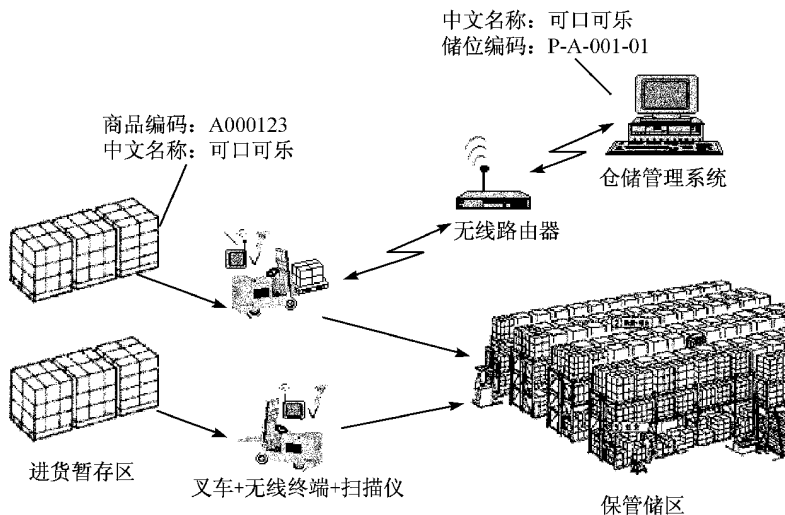 中文名称：可口可乐
储位编码：P-A-001-01
商品编码：A000123
中文名称：可口可乐
仓储管理系统
无线路由器
进货暂存区
叉车+无线终端+扫描仪
保管储区